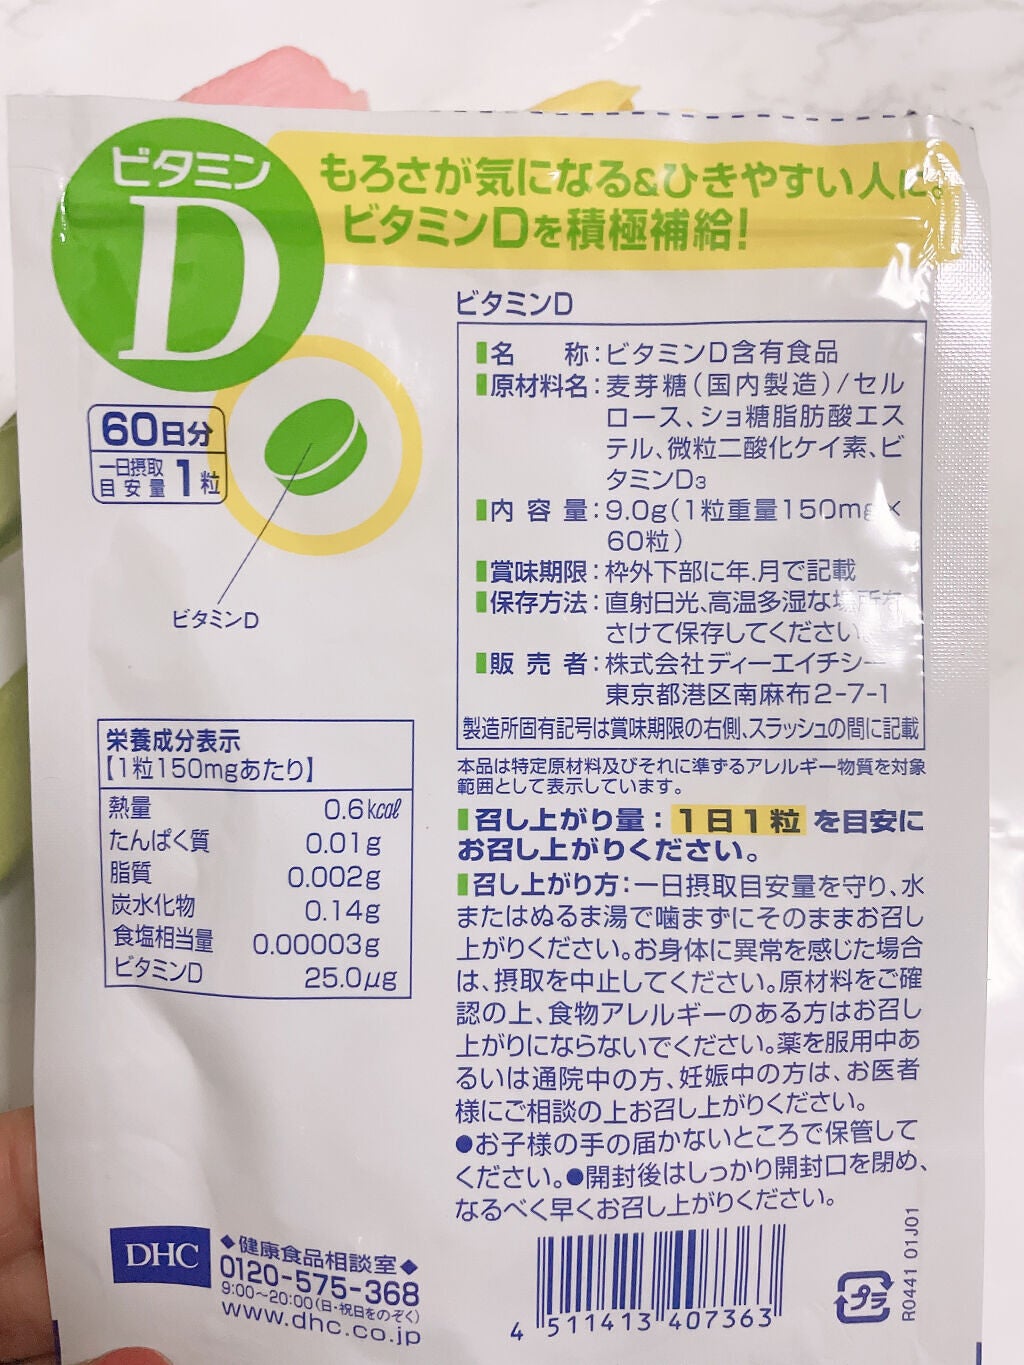 ビタミン
D
もろさが気になる&ひきやすい人に。
ビタミンDを積極補給!
60日分
一日摂取
目安量
1粒
ビタミンD
ビタミンD
名 称:ビタミンD含有食品
原材料名:麦芽糖(国内製造)/セル
ロース、ショ糖脂肪酸エス
テル、微粒二酸化ケイ素、ビ
タミンD3
内容量:9.0g(1粒重量150mg×
60粒)
賞味期限:枠外下部に年.月で記載
保存方法:直射日光、高温多湿な場所を
さけて保存してください。
販売者:株式会社ディーエイチシー
東京都港区南麻布2-7-1
製造所固有記号は賞味期限の右側、スラッシュの間に記載
本品は特定原材料及びそれに準ずるアレルギー物質を対象
範囲として表示しています。
栄養成分表示
【1粒150mgあたり】
熱量 0.6kcal
たんぱく質 0.01g
脂質 0.002g
炭水化物 0.14g
食塩相当量 0.00003g
ビタミンD 25.0μg
召し上がり量:1日1粒を目安に
お召し上がりください。
召し上がり方:一日摂取目安量を守り、水
またはぬるま湯で噛まずにそのままお召し
上がりください。お身体に異常を感じた場合
は、摂取を中止してください。原材料をご確
認の上、食物アレルギーのある方はお召し
上がりにならないでください。薬を服用中あ
るいは通院中の方、妊娠中の方は、お医者
様にご相談の上お召し上がりください。
●お子様の手の届かないところで保管して
ください。●開封後はしっかり開封口を閉め、
なるべく早くお召し上がりください。
DHC
◆健康食品相談室◆
0120-575-368
9:00~20:00(日・祝日をのぞく)
www.dhc.co.jp
4 511413 407363
プラ
R0441 01J01